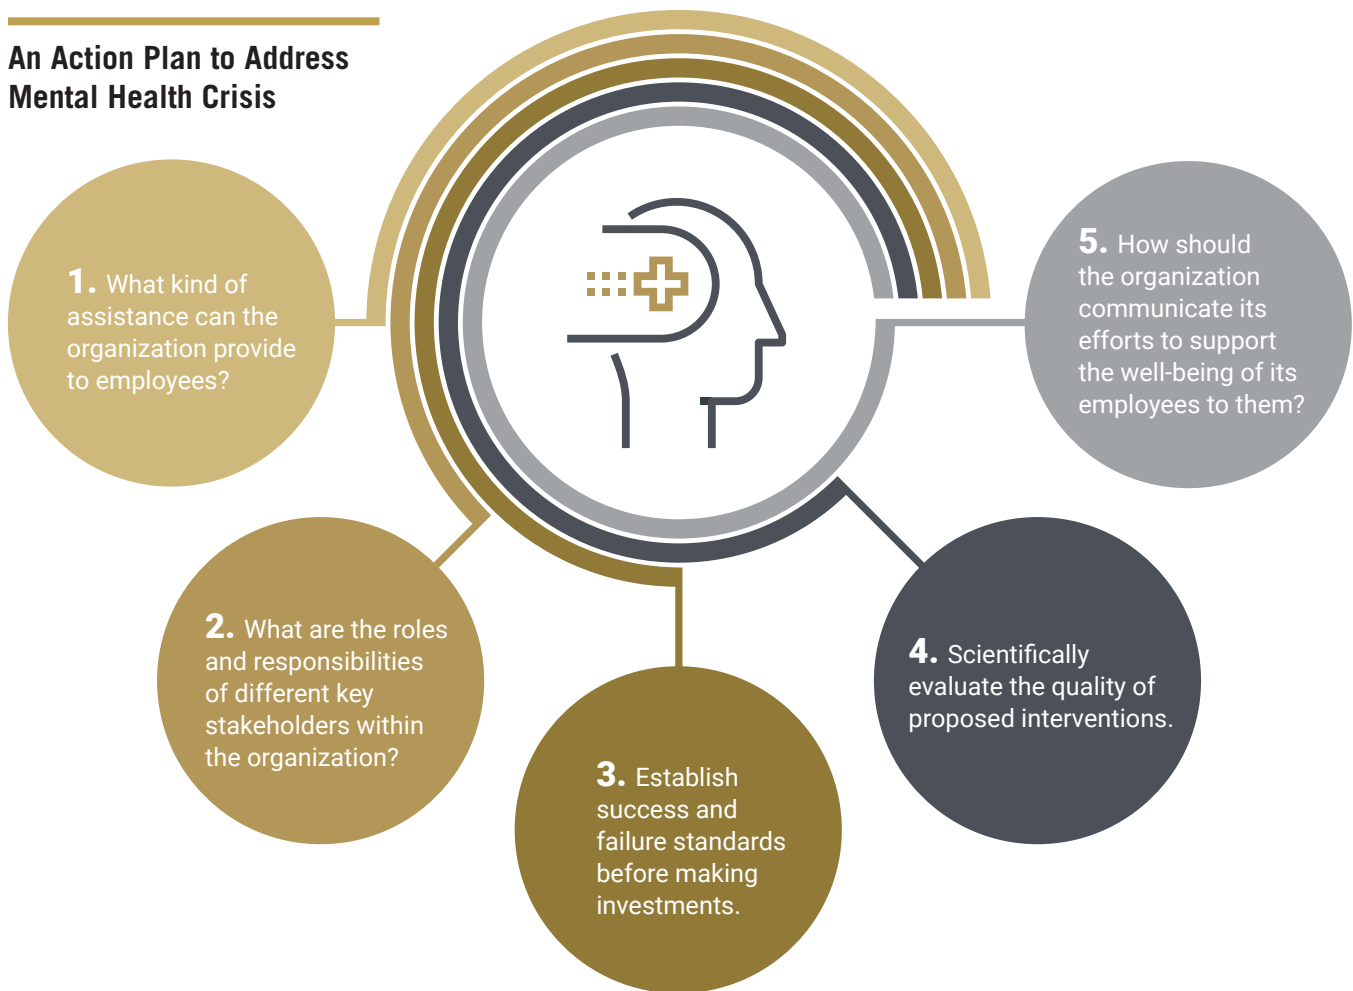 An Action Plan to Address
Mental Health Crisis
1. What kind of
assistance can the
organization provide
to employees?
2. What are the roles
and responsibilities
of different key
stakeholders within
the organization?
3. Establish
success and
failure standards
before making
investments.
4. Scientifically
evaluate the quality of
proposed interventions.
5. How should
the organization
communicate its
efforts to support
the well-being of its
employees to them?